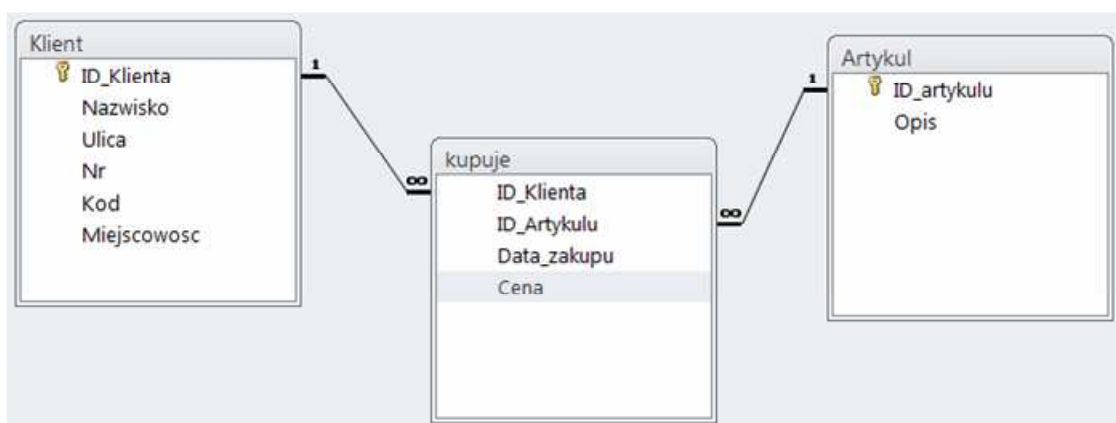 Klient
ID_Klienta
Nazwisko
Ulica
Nr
Kod
Miejscowosc
1
∞
kupuje
ID_Klienta
ID_Artykulu
Data_zakupu
Cena
∞
1
Artykul
ID_artykulu
Opis